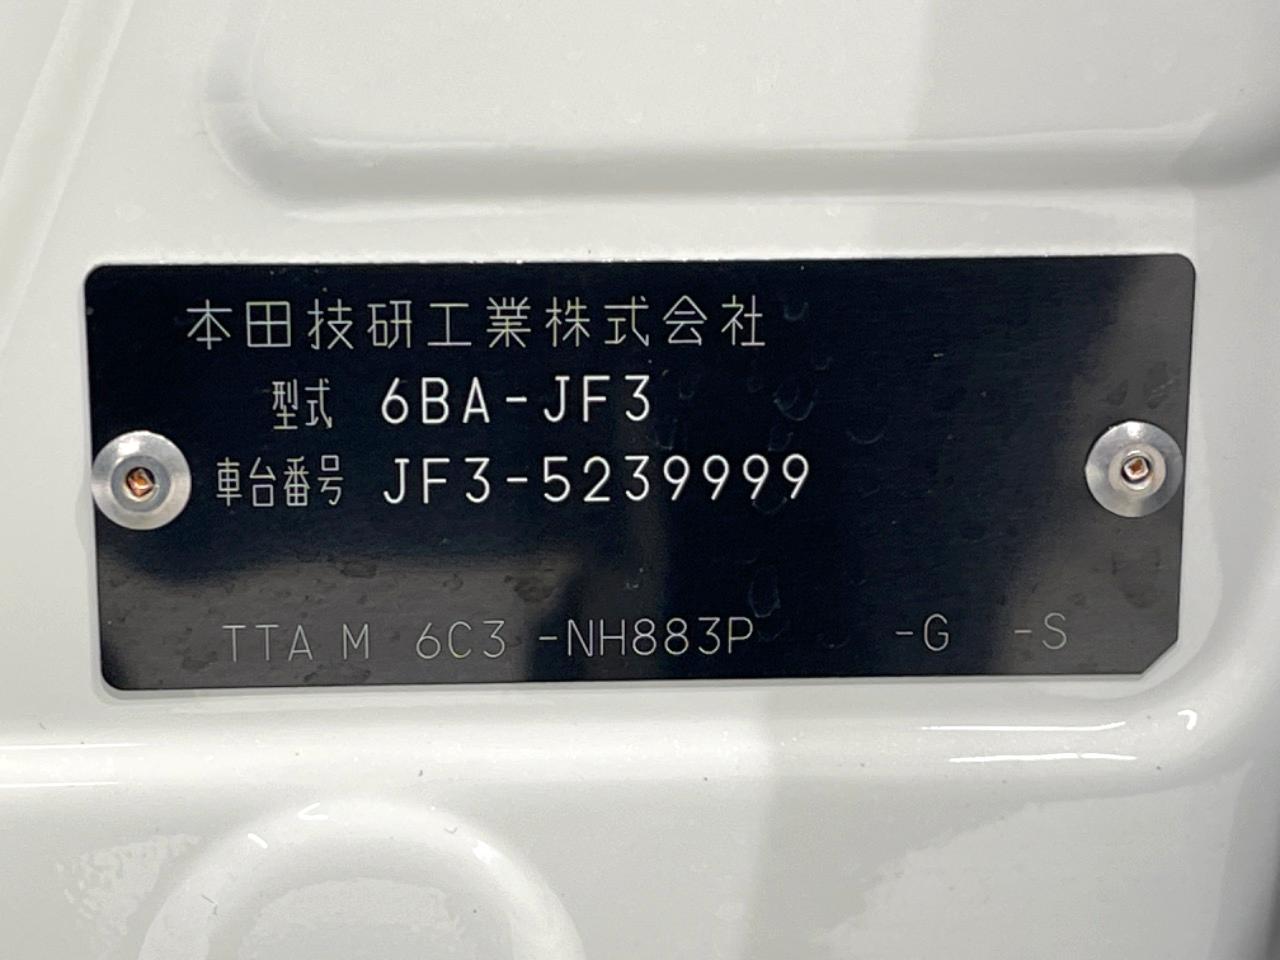 本田技研工業株式会社
型式 6BA-JF3
車台番号 JF3-5239999
TTA M 6C3 -NH883P -G -S